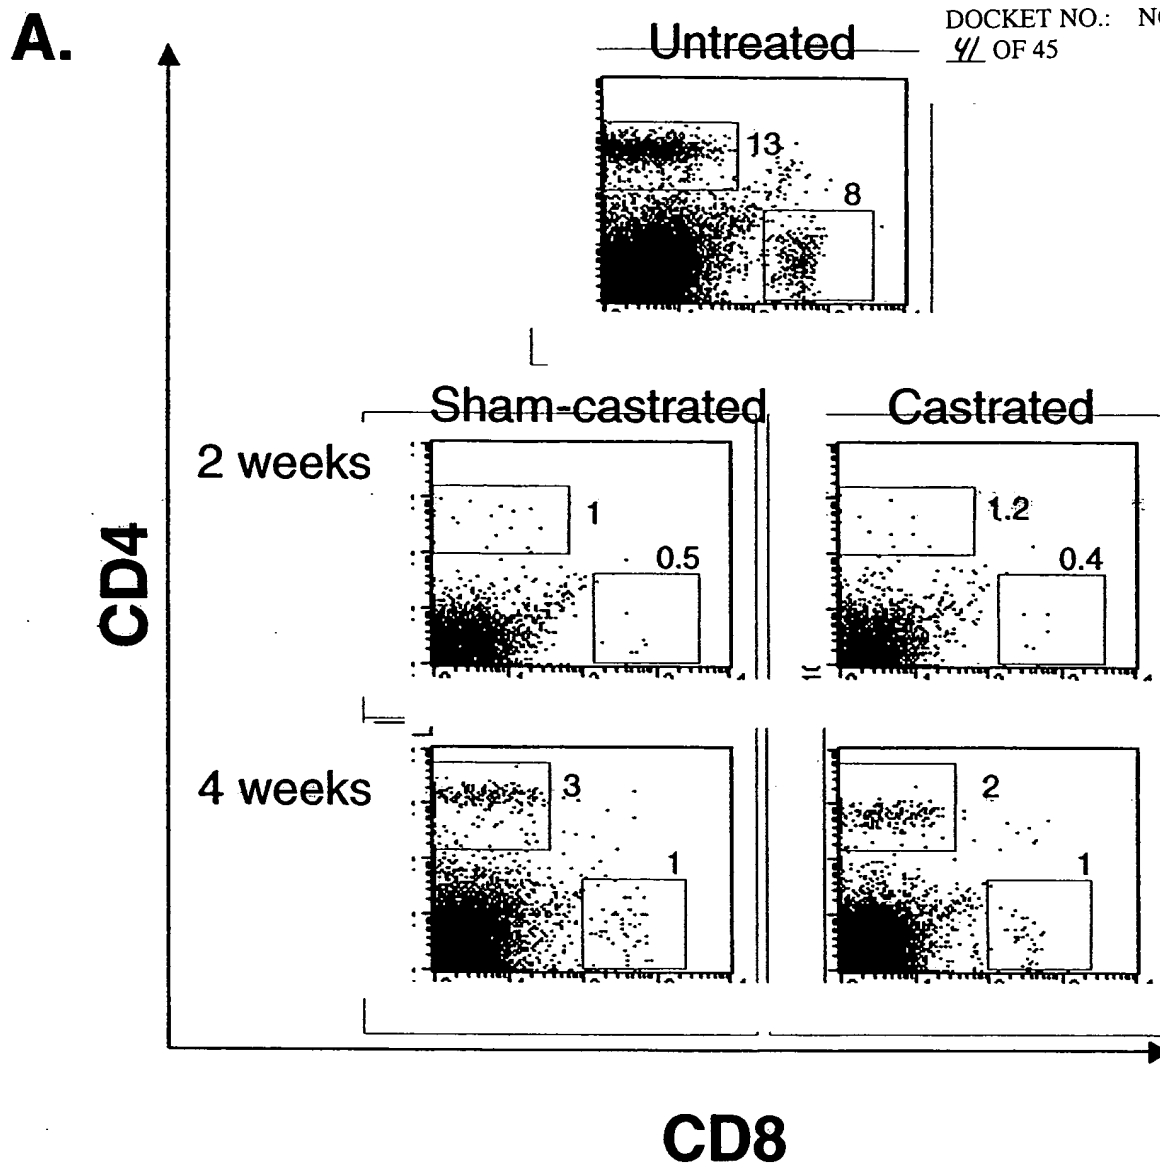 A.
DOCKET NO.:
41 OF 45
Untreated
13
8
Sham-castrated
Castrated
2 weeks
1
0.5
1.2
0.4
4 weeks
3
1
2
1
CD4
CD8